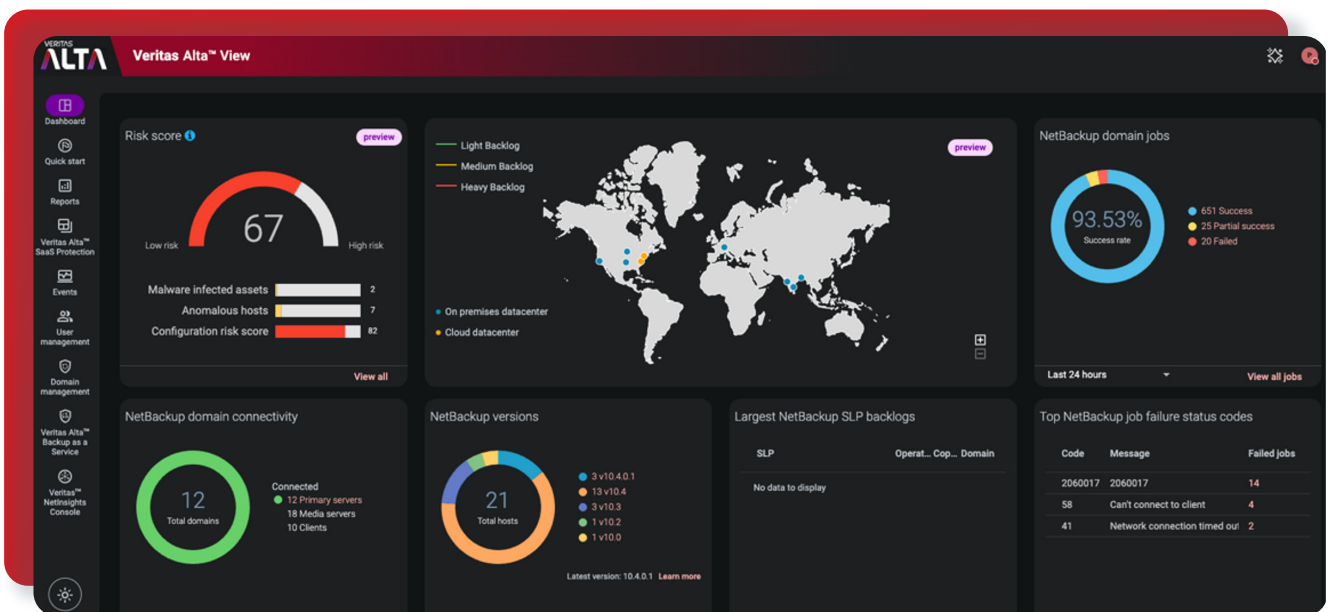 VERITAS
ALTA
Veritas Alta™ View
Dashboard
Quick start
Reports
Veritas Alta™
SaaS Protection
Events
User
management
Domain
management
Veritas Alta™
Backup as a
Service
Veritas™
NetInsights
Console
Risk score
preview
67
Low risk
High risk
Malware infected assets 2
Anomalous hosts 7
Configuration risk score 82
View all
Light Backlog
Medium Backlog
Heavy Backlog
preview
On premises datacenter
Cloud datacenter
NetBackup domain jobs
93.53%
Success rate
651 Success
25 Partial success
20 Failed
Last 24 hours
View all jobs
NetBackup domain connectivity
12
Total domains
Connected
12 Primary servers
18 Media servers
10 Clients
NetBackup versions
21
Total hosts
3 v10.4.0.1
13 v10.4
3 v10.3
1 v10.2
1 v10.0
Latest version: 10.4.0.1 Learn more
Largest NetBackup SLP backlogs
SLP Operat... Cop... Domain
No data to display
Top NetBackup job failure status codes
Code Message Failed jobs
2060017 2060017 14
58 Can't connect to client 4
41 Network connection timed out 2